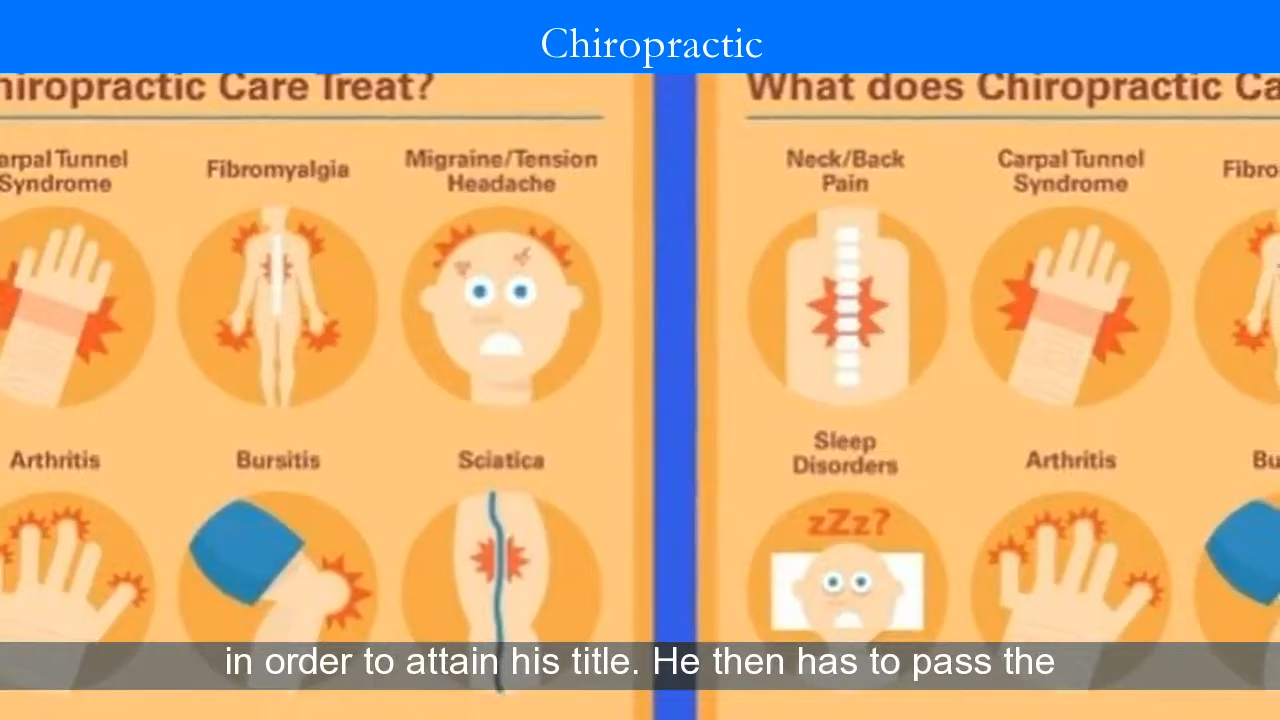 Chiropractic
hiropractic Care Treat?
arpal Tunnel
Syndrome
Fibromyalgia
Migraine/Tension
Headache
Arthritis
Bursitis
Sciatica
What does Chiropractic Ca
Neck/Back
Pain
Carpal Tunnel
Syndrome
Fibro
Sleep
Disorders
Arthritis
Bu
zZz?
in order to attain his title. He then has to pass the